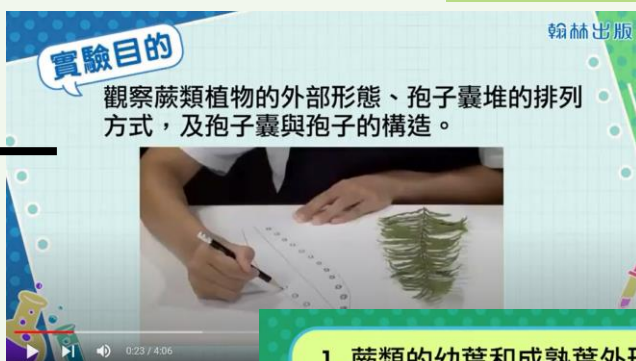 翰林出版
實驗目的
觀察蕨類植物的外部形態、孢子囊堆的排列
方式，及孢子囊與孢子的構造。
0:23 / 4:06
1. 蕨類的幼葉和成熟葉外形